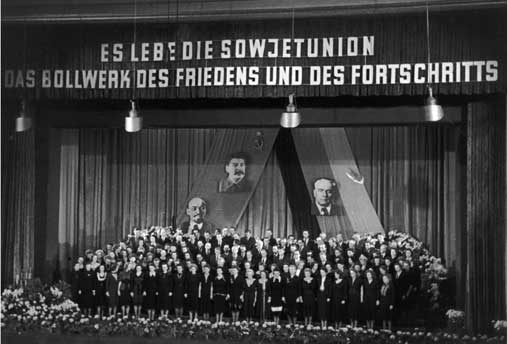 ES LEBE DIE SOWJETUNION
DAS BOLLWERK DES FRIEDENS UND DES FORTSCHRITTS